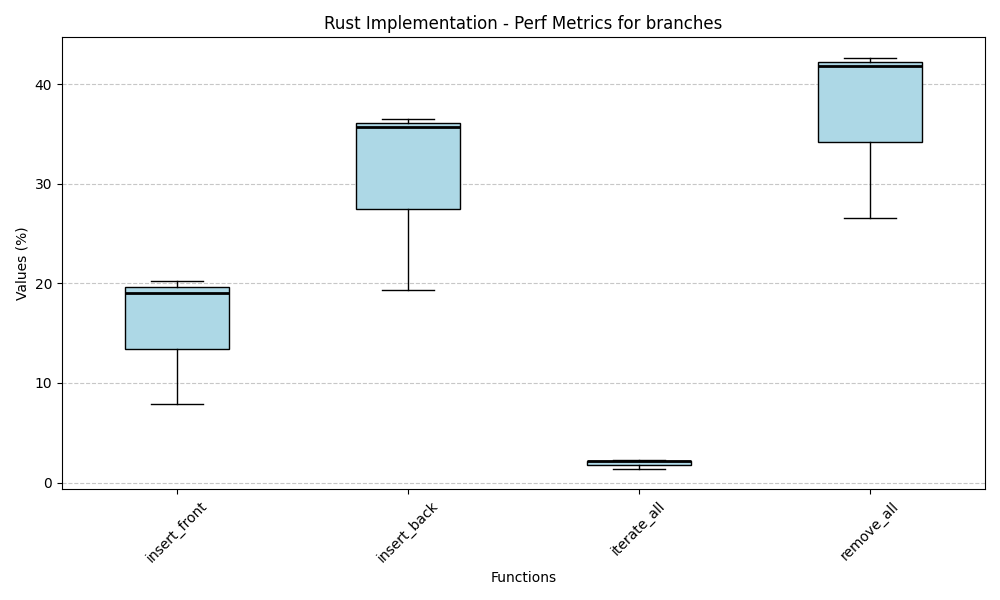 Rust Implementation - Perf Metrics for branches
Values (%)
40
30
20
10
0
insert_front
insert_back
iterate_all
remove_all
Functions